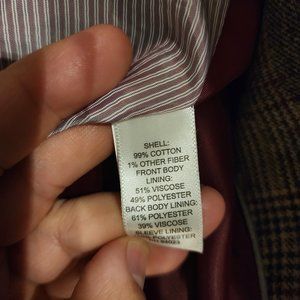 SHELL:
99% COTTON
1% OTHER FIBER
FRONT BODY
LINING:
51% VISCOSE
49% POLYESTER
BACK BODY LINING:
61% POLYESTER
39% VISCOSE
SLEEVE LINING:
POLYESTER